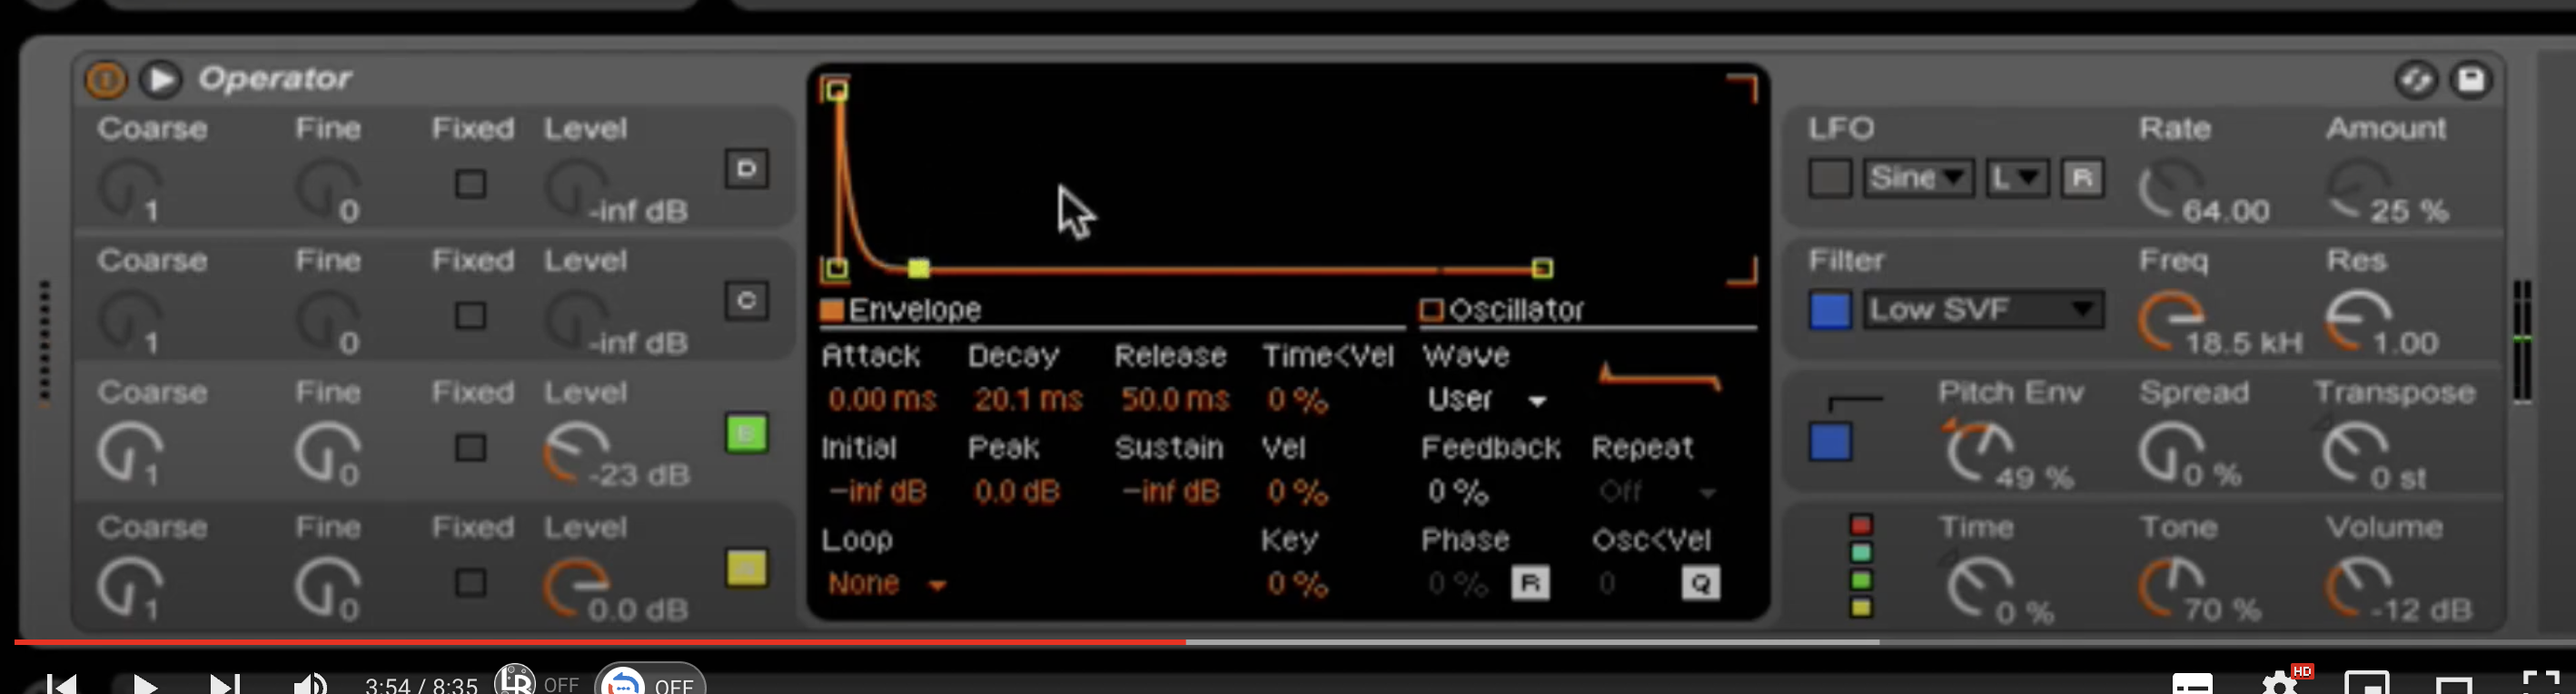 Operator
Coarse Fine Fixed Level
1 0 -inf dB D
Coarse Fine Fixed Level
1 0 -inf dB C
Coarse Fine Fixed Level
1 0 -23 dB B
Coarse Fine Fixed Level
1 0 0.0 dB
Envelope Oscillator
Attack Decay Release Time<Vel Wave
0.00 ms 20.1 ms 50.0 ms 0 % User
Initial Peak Sustain Vel Feedback Repeat
-inf dB 0.0 dB -inf dB 0 % 0 % Off
Loop Key Phase Osc<Vel
None 0 % 0 % R 0 Q
LFO Rate Amount
Sine L R 64.00 25 %
Filter Freq Res
Low SVF 18.5 kH 1.00
Pitch Env Spread Transpose
49 % 0 % 0 st
Time Tone Volume
0 % 70 % -12 dB
3:54 / 8:35 LR OFF OFF HD